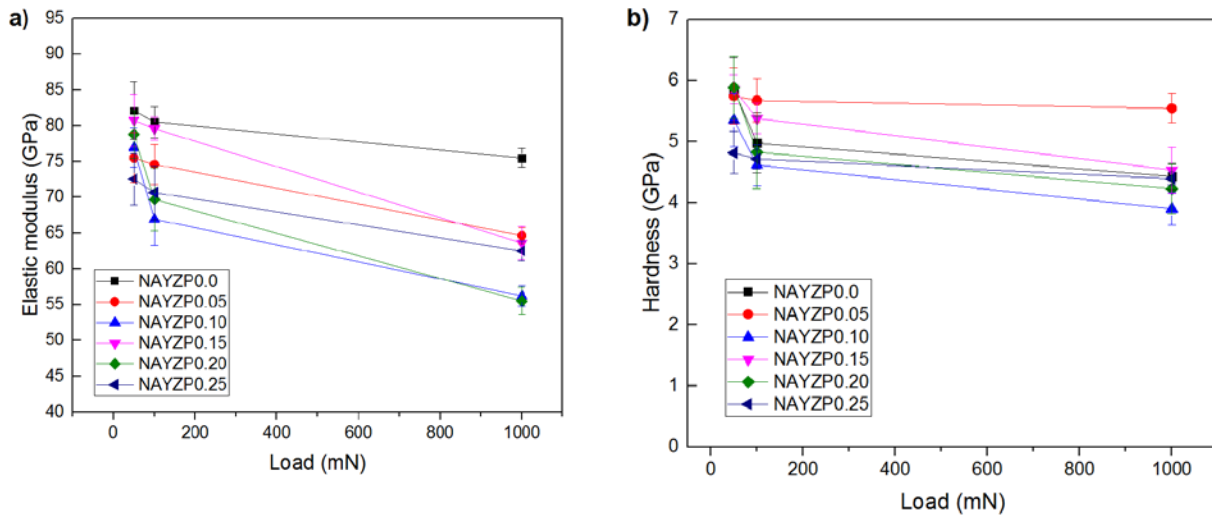 a)
95
90
85
80
75
70
65
60
55
50
45
40
Elastic modulus (GPa)
NAYZP0.0
NAYZP0.05
NAYZP0.10
NAYZP0.15
NAYZP0.20
NAYZP0.25
0 200 400 600 800 1000
Load (mN)
b)
7
6
5
4
3
2
1
0
Hardness (GPa)
NAYZP0.0
NAYZP0.05
NAYZP0.10
NAYZP0.15
NAYZP0.20
NAYZP0.25
0 200 400 600 800 1000
Load (mN)